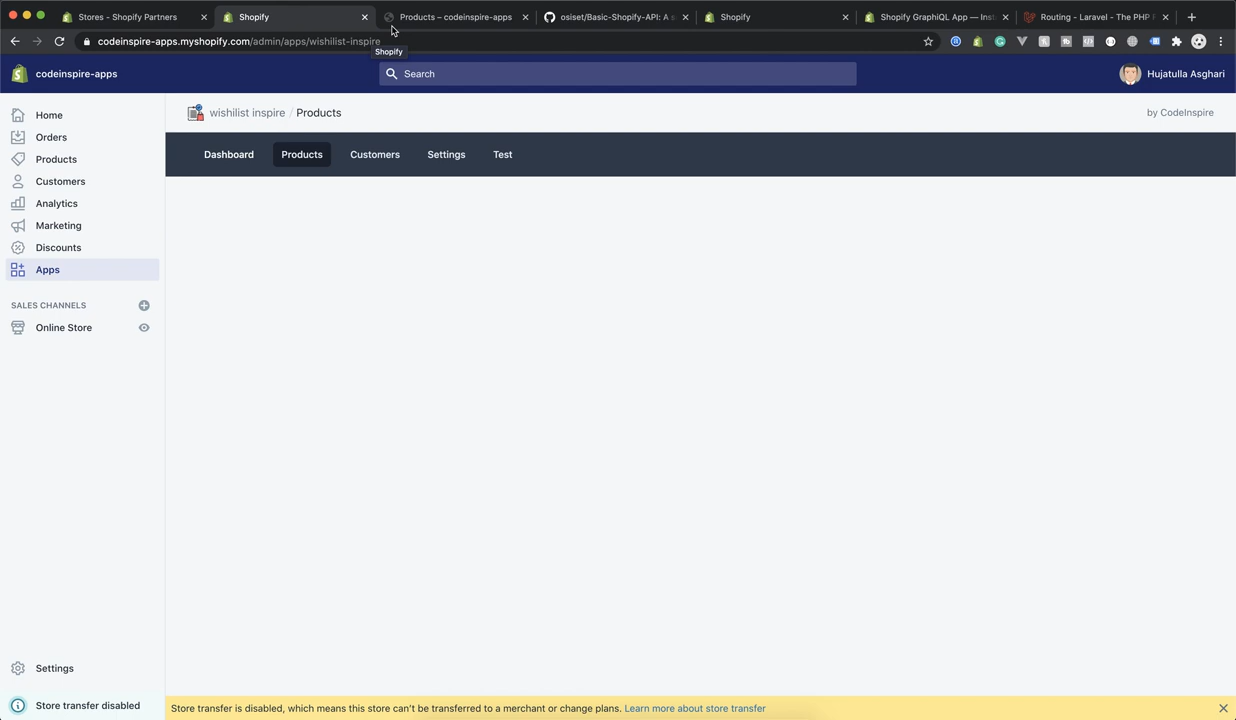 Stores - Shopify Partners
Shopify
Products – codeinspire-apps
osiset/Basic-Shopify-API: A s
Shopify
Shopify GraphiQL App — Inst
Routing - Laravel - The PHP F
codeinspire-apps.myshopify.com/admin/apps/wishilist-inspire
Shopify
codeinspire-apps
Search
Hujatulla Asghari
Home
Orders
Products
Customers
Analytics
Marketing
Discounts
Apps
SALES CHANNELS
Online Store
Settings
Store transfer disabled
wishilist inspire / Products
by CodeInspire
Dashboard
Products
Customers
Settings
Test
Store transfer is disabled, which means this store can't be transferred to a merchant or change plans. Learn more about store transfer